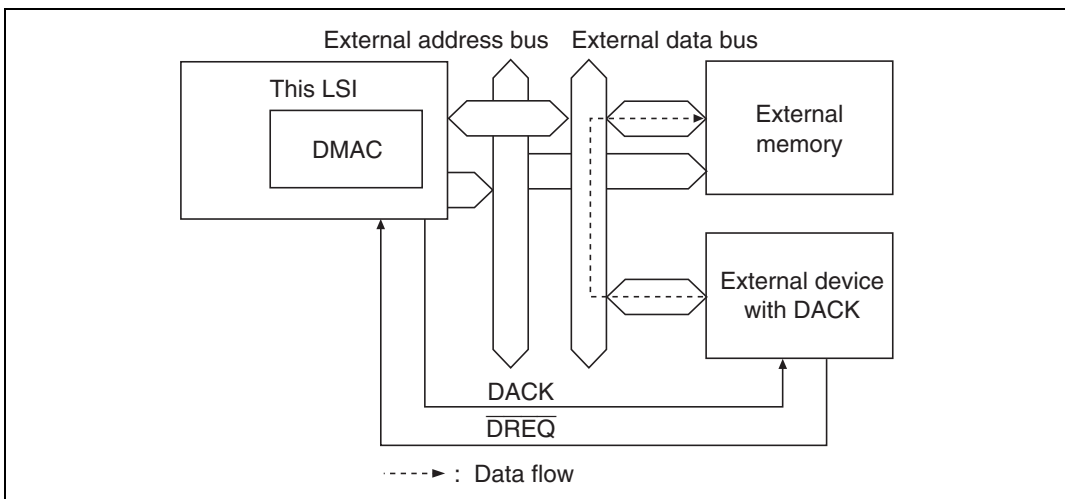 External address bus
External data bus
This LSI
DMAC
External
memory
External device
with DACK
DACK
DREQ
: Data flow